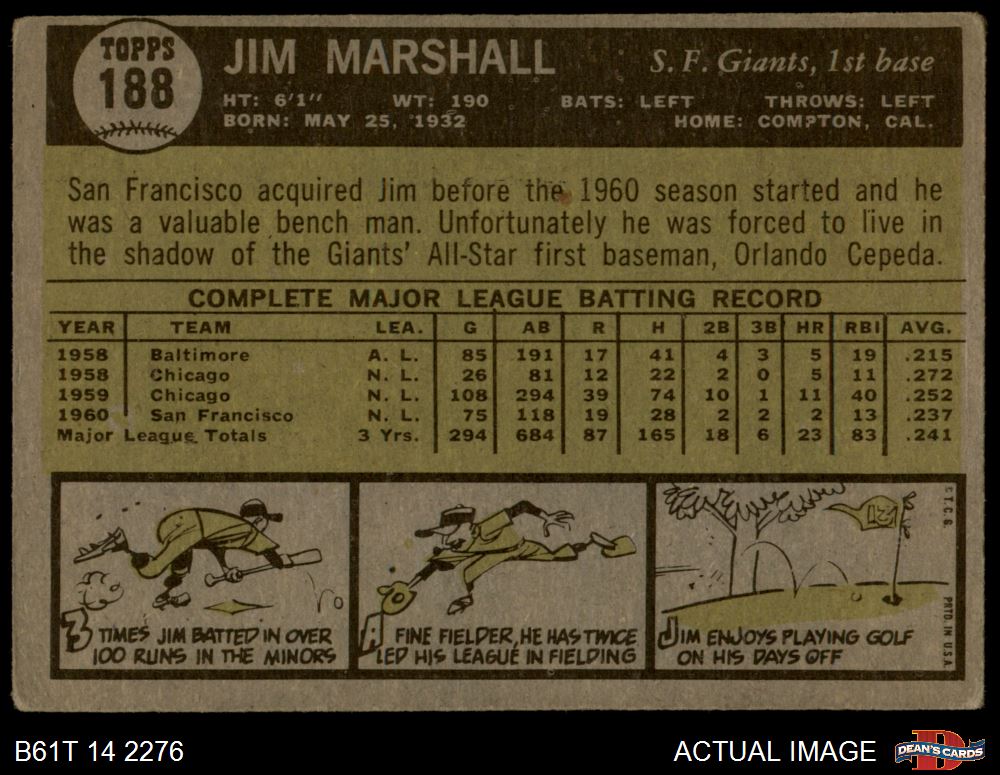 TOPPS
188
JIM MARSHALL
S. F. Giants, 1st base
HT: 6'1" WT: 190 BATS: LEFT THROWS: LEFT
BORN: MAY 25, 1932 HOME: COMPTON, CAL.
San Francisco acquired Jim before the 1960 season started and he
was a valuable bench man. Unfortunately he was forced to live in
the shadow of the Giants' All-Star first baseman, Orlando Cepeda.
COMPLETE MAJOR LEAGUE BATTING RECORD
YEAR TEAM LEA. G AB R H 2B 3B HR RBI AVG.
1958 Baltimore A. L. 85 191 17 41 4 3 5 19 .215
1958 Chicago N. L. 26 81 12 22 2 0 5 11 .272
1959 Chicago N. L. 108 294 39 74 10 1 11 40 .252
1960 San Francisco N. L. 75 118 19 28 2 2 2 13 .237
Major League Totals 3 Yrs. 294 684 87 165 18 6 23 83 .241
3 TIMES JIM BATTED IN OVER
100 RUNS IN THE MINORS
A FINE FIELDER, HE HAS TWICE
LED HIS LEAGUE IN FIELDING
12
JIM ENJOYS PLAYING GOLF
ON HIS DAYS OFF
© T. C. G.
PRTD. IN U.S.A.
B61T 14 2276
ACTUAL IMAGE
DEAN'S CARDS